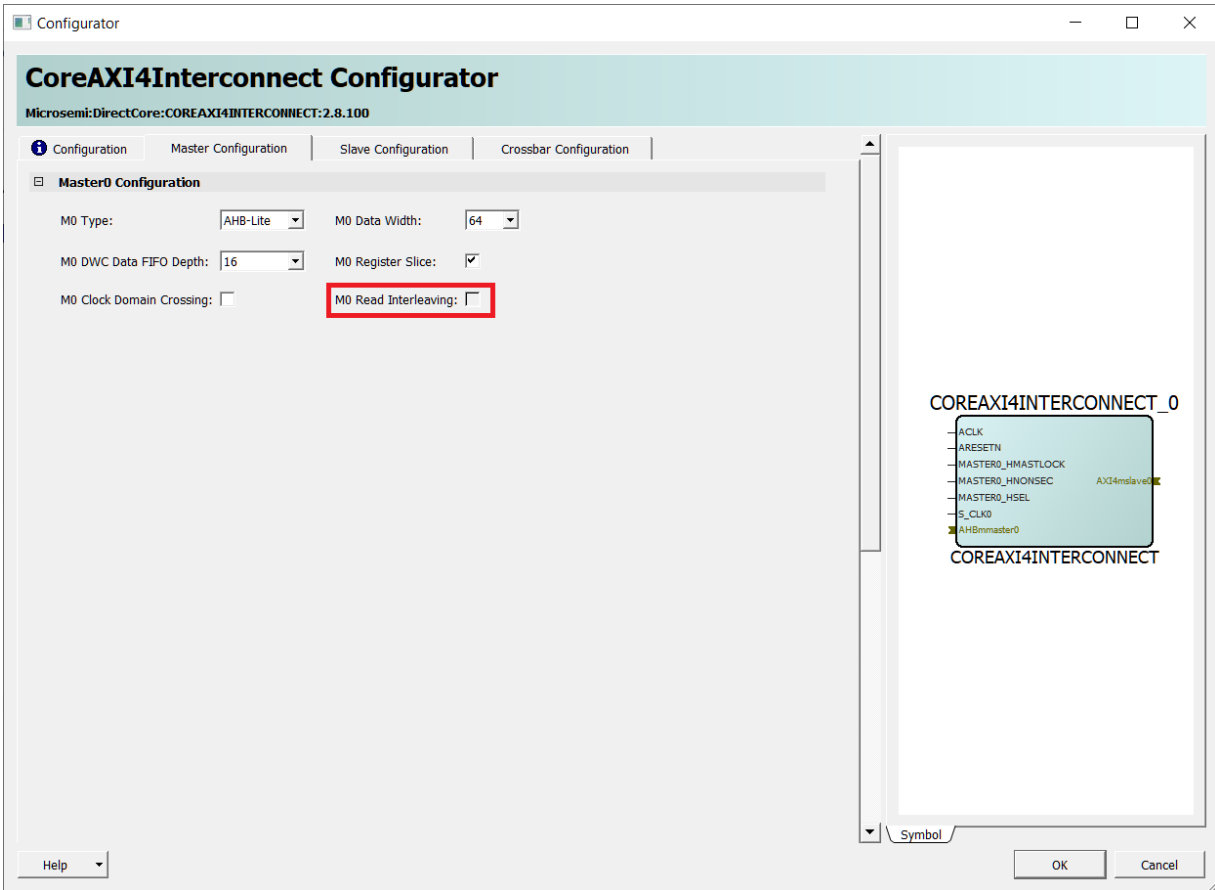 Configurator
CoreAXI4Interconnect Configurator
Microsemi:DirectCore:COREAXI4INTERCONNECT:2.8.100
Configuration Master Configuration Slave Configuration Crossbar Configuration
Master0 Configuration
M0 Type: AHB-Lite M0 Data Width: 64
M0 DWC Data FIFO Depth: 16 M0 Register Slice:
M0 Clock Domain Crossing: M0 Read Interleaving:
COREAXI4INTERCONNECT_0
ACLK
ARESETN
MASTER0_HMASTLOCK
MASTER0_HNONSEC AXI4mslave0
MASTER0_HSEL
S_CLK0
AHBmmaster0
COREAXI4INTERCONNECT
Symbol
Help OK Cancel